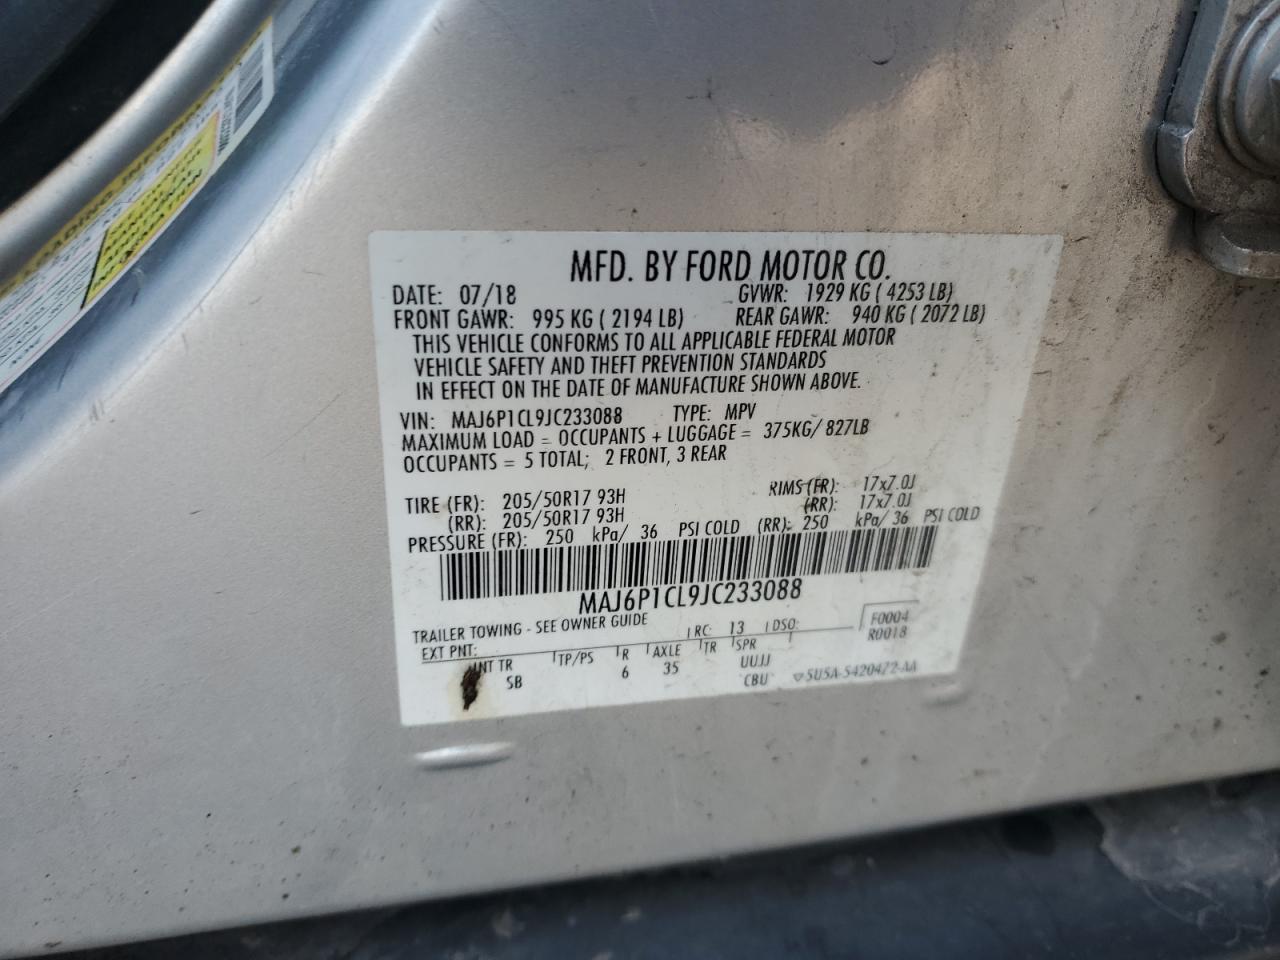 MFD. BY FORD MOTOR CO.
DATE: 07/18 GVWR: 1929 KG ( 4253 LB)
FRONT GAWR: 995 KG ( 2194 LB) REAR GAWR: 940 KG ( 2072 LB)
THIS VEHICLE CONFORMS TO ALL APPLICABLE FEDERAL MOTOR
VEHICLE SAFETY AND THEFT PREVENTION STANDARDS
IN EFFECT ON THE DATE OF MANUFACTURE SHOWN ABOVE.
VIN: MAJ6P1CL9JC233088 TYPE: MPV
MAXIMUM LOAD = OCCUPANTS + LUGGAGE = 375KG/ 827LB
OCCUPANTS = 5 TOTAL; 2 FRONT, 3 REAR
TIRE (FR): 205/50R17 93H RIMS (FR): 17x7.0J
(RR): 205/50R17 93H (RR): 17x7.0J
PRESSURE (FR): 250 kPa/ 36 PSI COLD (RR): 250 kPa/ 36 PSI COLD
MAJ6P1CL9JC233088
TRAILER TOWING - SEE OWNER GUIDE
EXT PNT: RC: 13 DSO: F0004
R0018
INT TR TP/PS R AXLE TR SPR
SB 6 35 UUJJ
CBU 5U5A-5420472-AA
LOADING INFORMATION